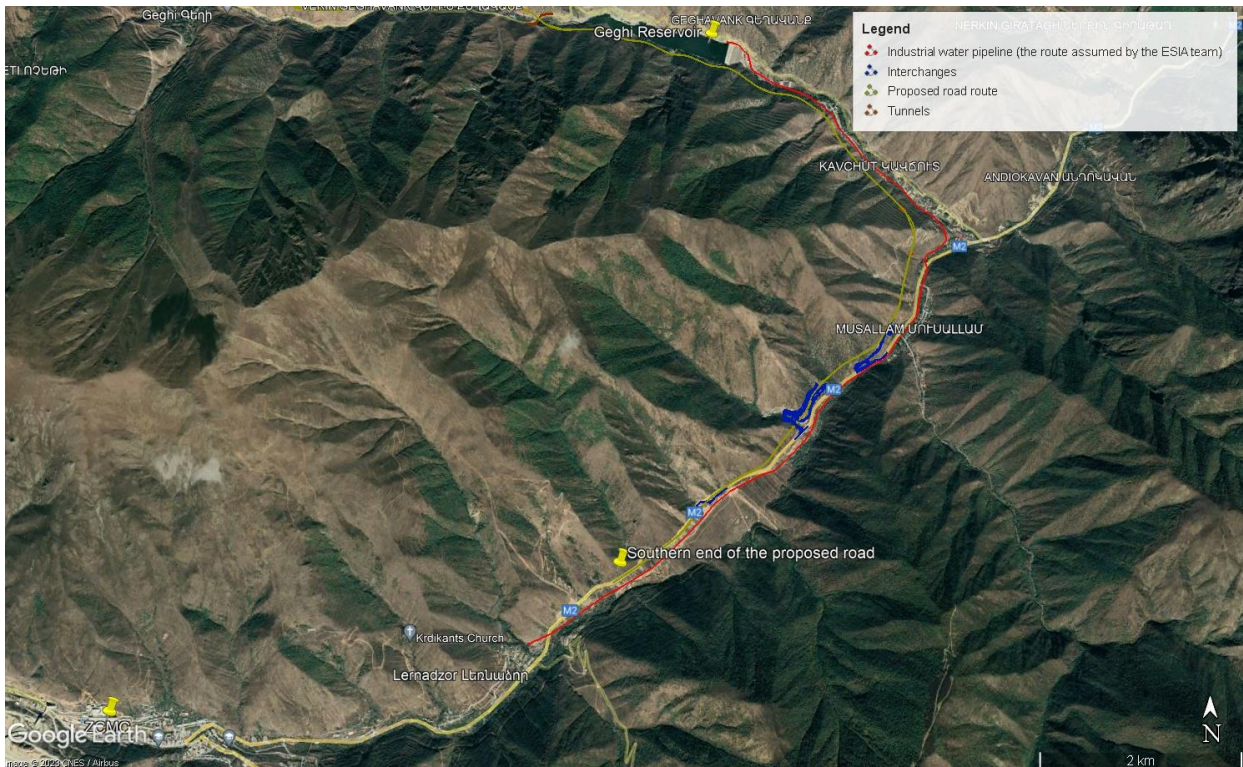 Geghi Գեղի
GEGHAVANK ԳԵՂԱՎԱՆՔ
Geghi Reservoir
Legend
Industrial water pipeline (the route assumed by the ESIA team)
Interchanges
Proposed road route
Tunnels
M2
KAVCHUT ԿԱՎՃՈՒՏ
ANDIOKAVAN ԱՆԴՈԿԱՎԱՆ
M2
MUSALLAM ՄՈՒՍԱԼԼԱՄ
M2
M2
Southern end of the proposed road
M2
Krdikants Church
Lernadzor Լեռնաձոր
ZCMC
Google Earth
N
2 km